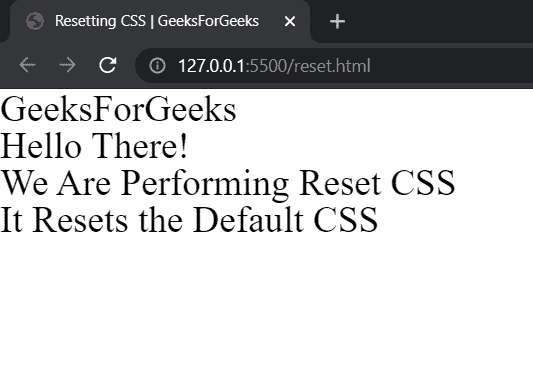 Resetting CSS | GeeksForGeeks
127.0.0.1:5500/reset.html
GeeksForGeeks
Hello There!
We Are Performing Reset CSS
It Resets the Default CSS